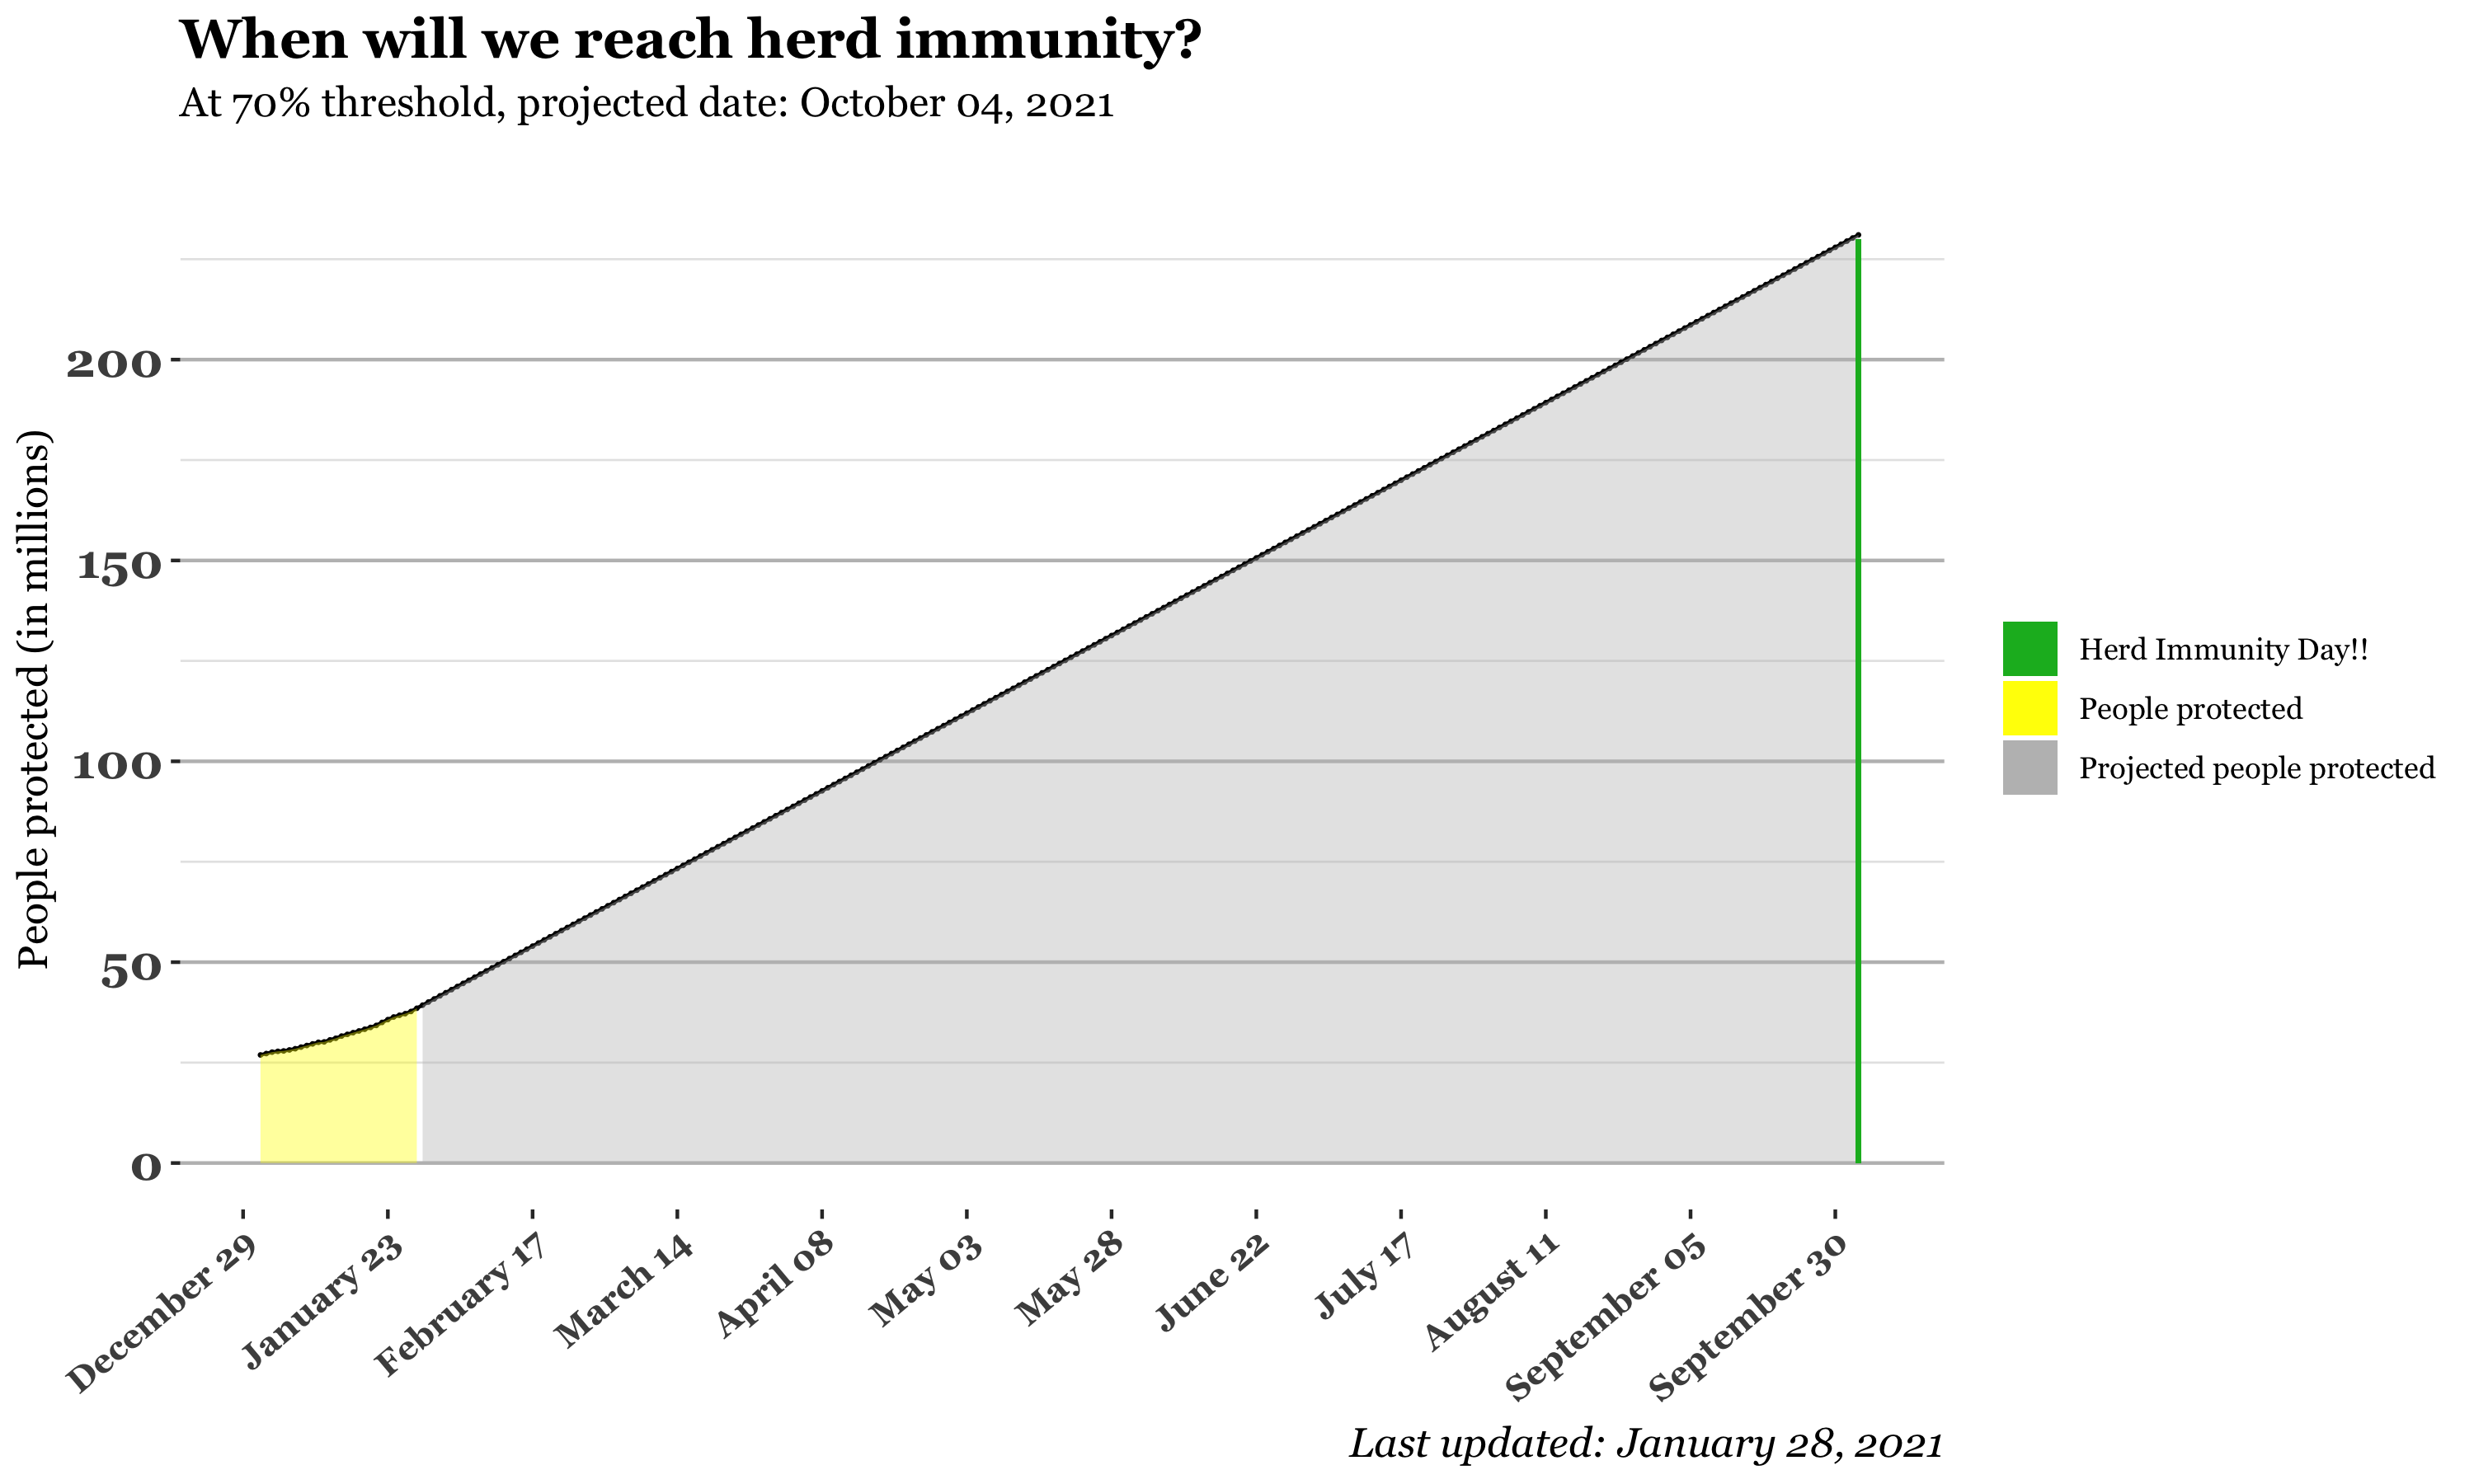 When will we reach herd immunity?
At 70% threshold, projected date: October 04, 2021
People protected (in millions)
200
150
100
50
0
December 29
January 23
February 17
March 14
April 08
May 03
May 28
June 22
July 17
August 11
September 05
September 30
Herd Immunity Day!!
People protected
Projected people protected
Last updated: January 28, 2021